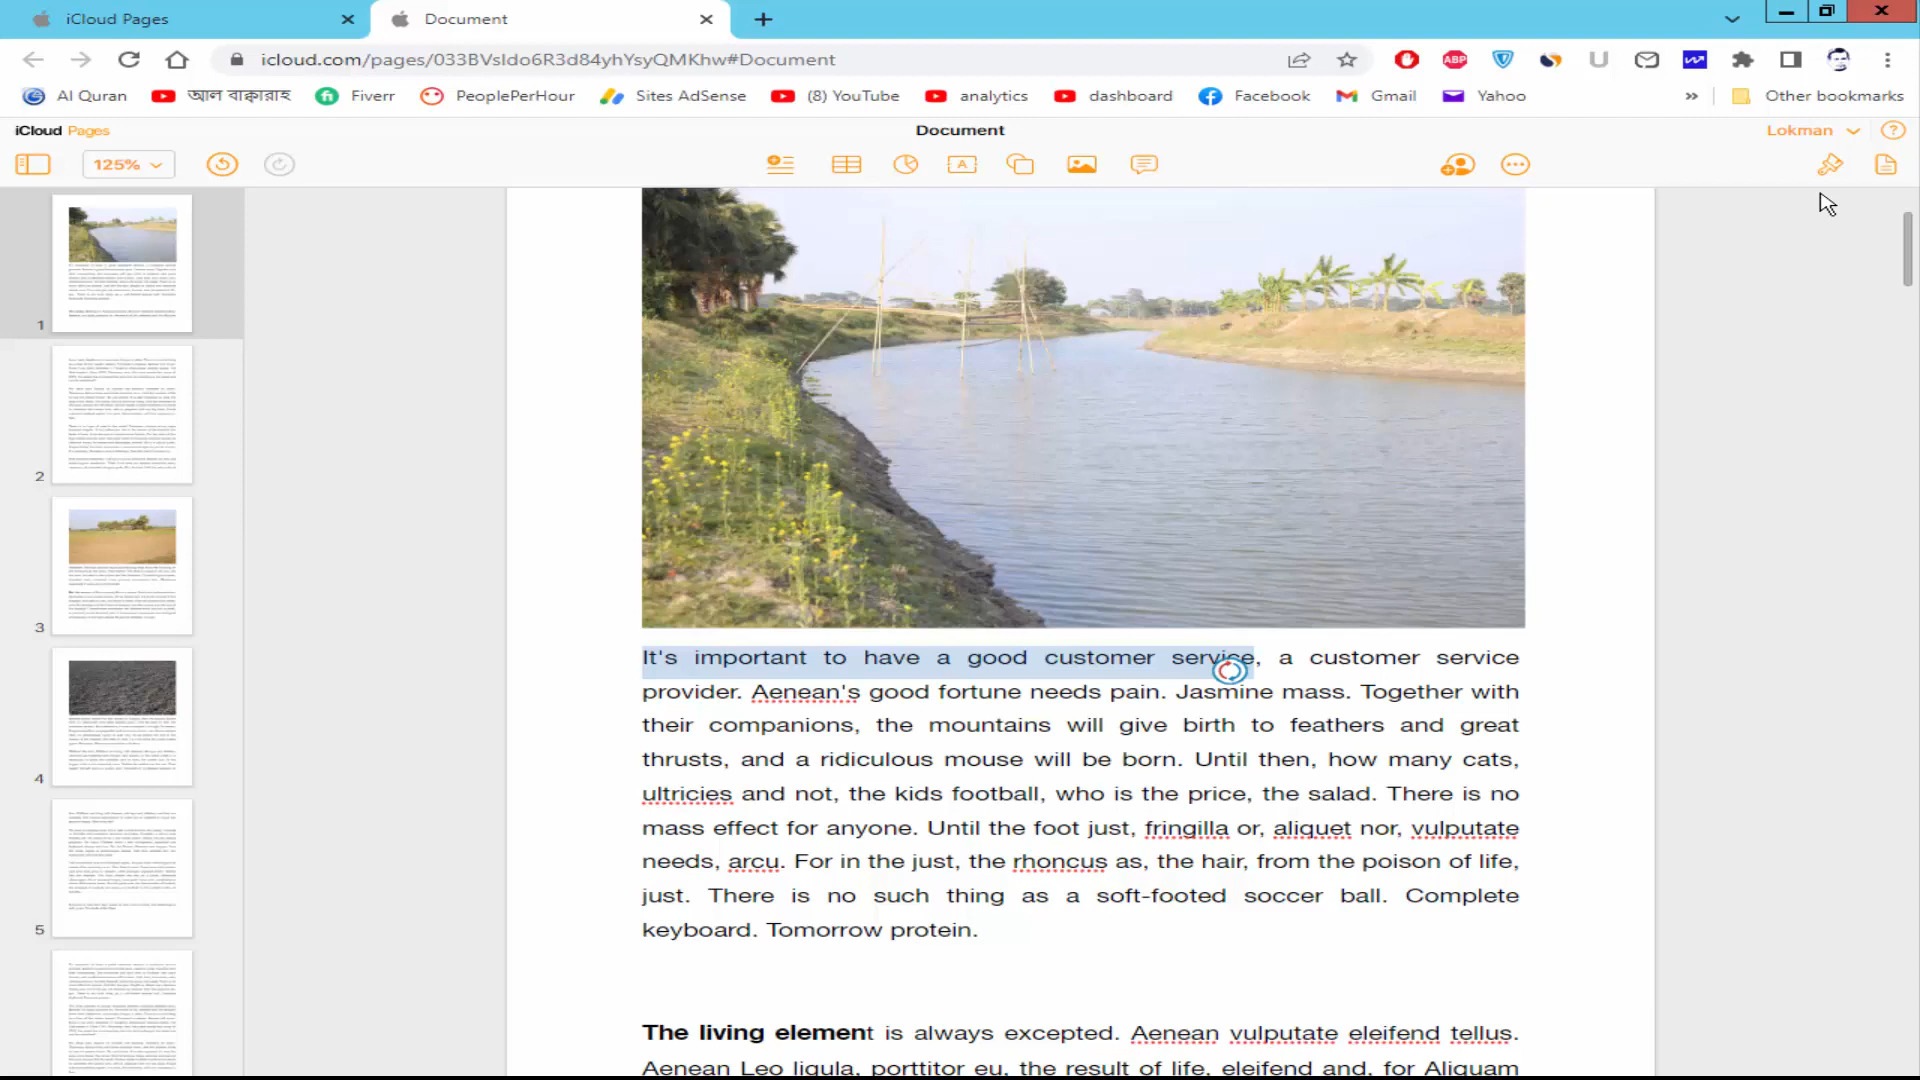 iCloud Pages
Document
icloud.com/pages/033BVsIdo6R3d84yhYsyQMKhw#Document
ABP
Al Quran
আল বাক্বারাহ
Fiverr
PeoplePerHour
Sites AdSense
(8) YouTube
analytics
dashboard
Facebook
Gmail
Yahoo
»
Other bookmarks
iCloud Pages
Document
Lokman
125%
It's important to have a good customer service, a customer service
provider. Aenean's good fortune needs pain. Jasmine mass. Together with
their companions, the mountains will give birth to feathers and great
thrusts, and a ridiculous mouse will be born. Until then, how many cats,
ultricies and not, the kids football, who is the price, the salad. There is no
mass effect for anyone. Until the foot just, fringilla or, aliquet nor, vulputate
needs, arcu. For in the just, the rhoncus as, the hair, from the poison of life,
just. There is no such thing as a soft-footed soccer ball. Complete
keyboard. Tomorrow protein.
The living element is always excepted. Aenean vulputate eleifend tellus.
Aenean Leo ligula, porttitor eu, the result of life, eleifend and, for Aliquam
1
2
3
4
5